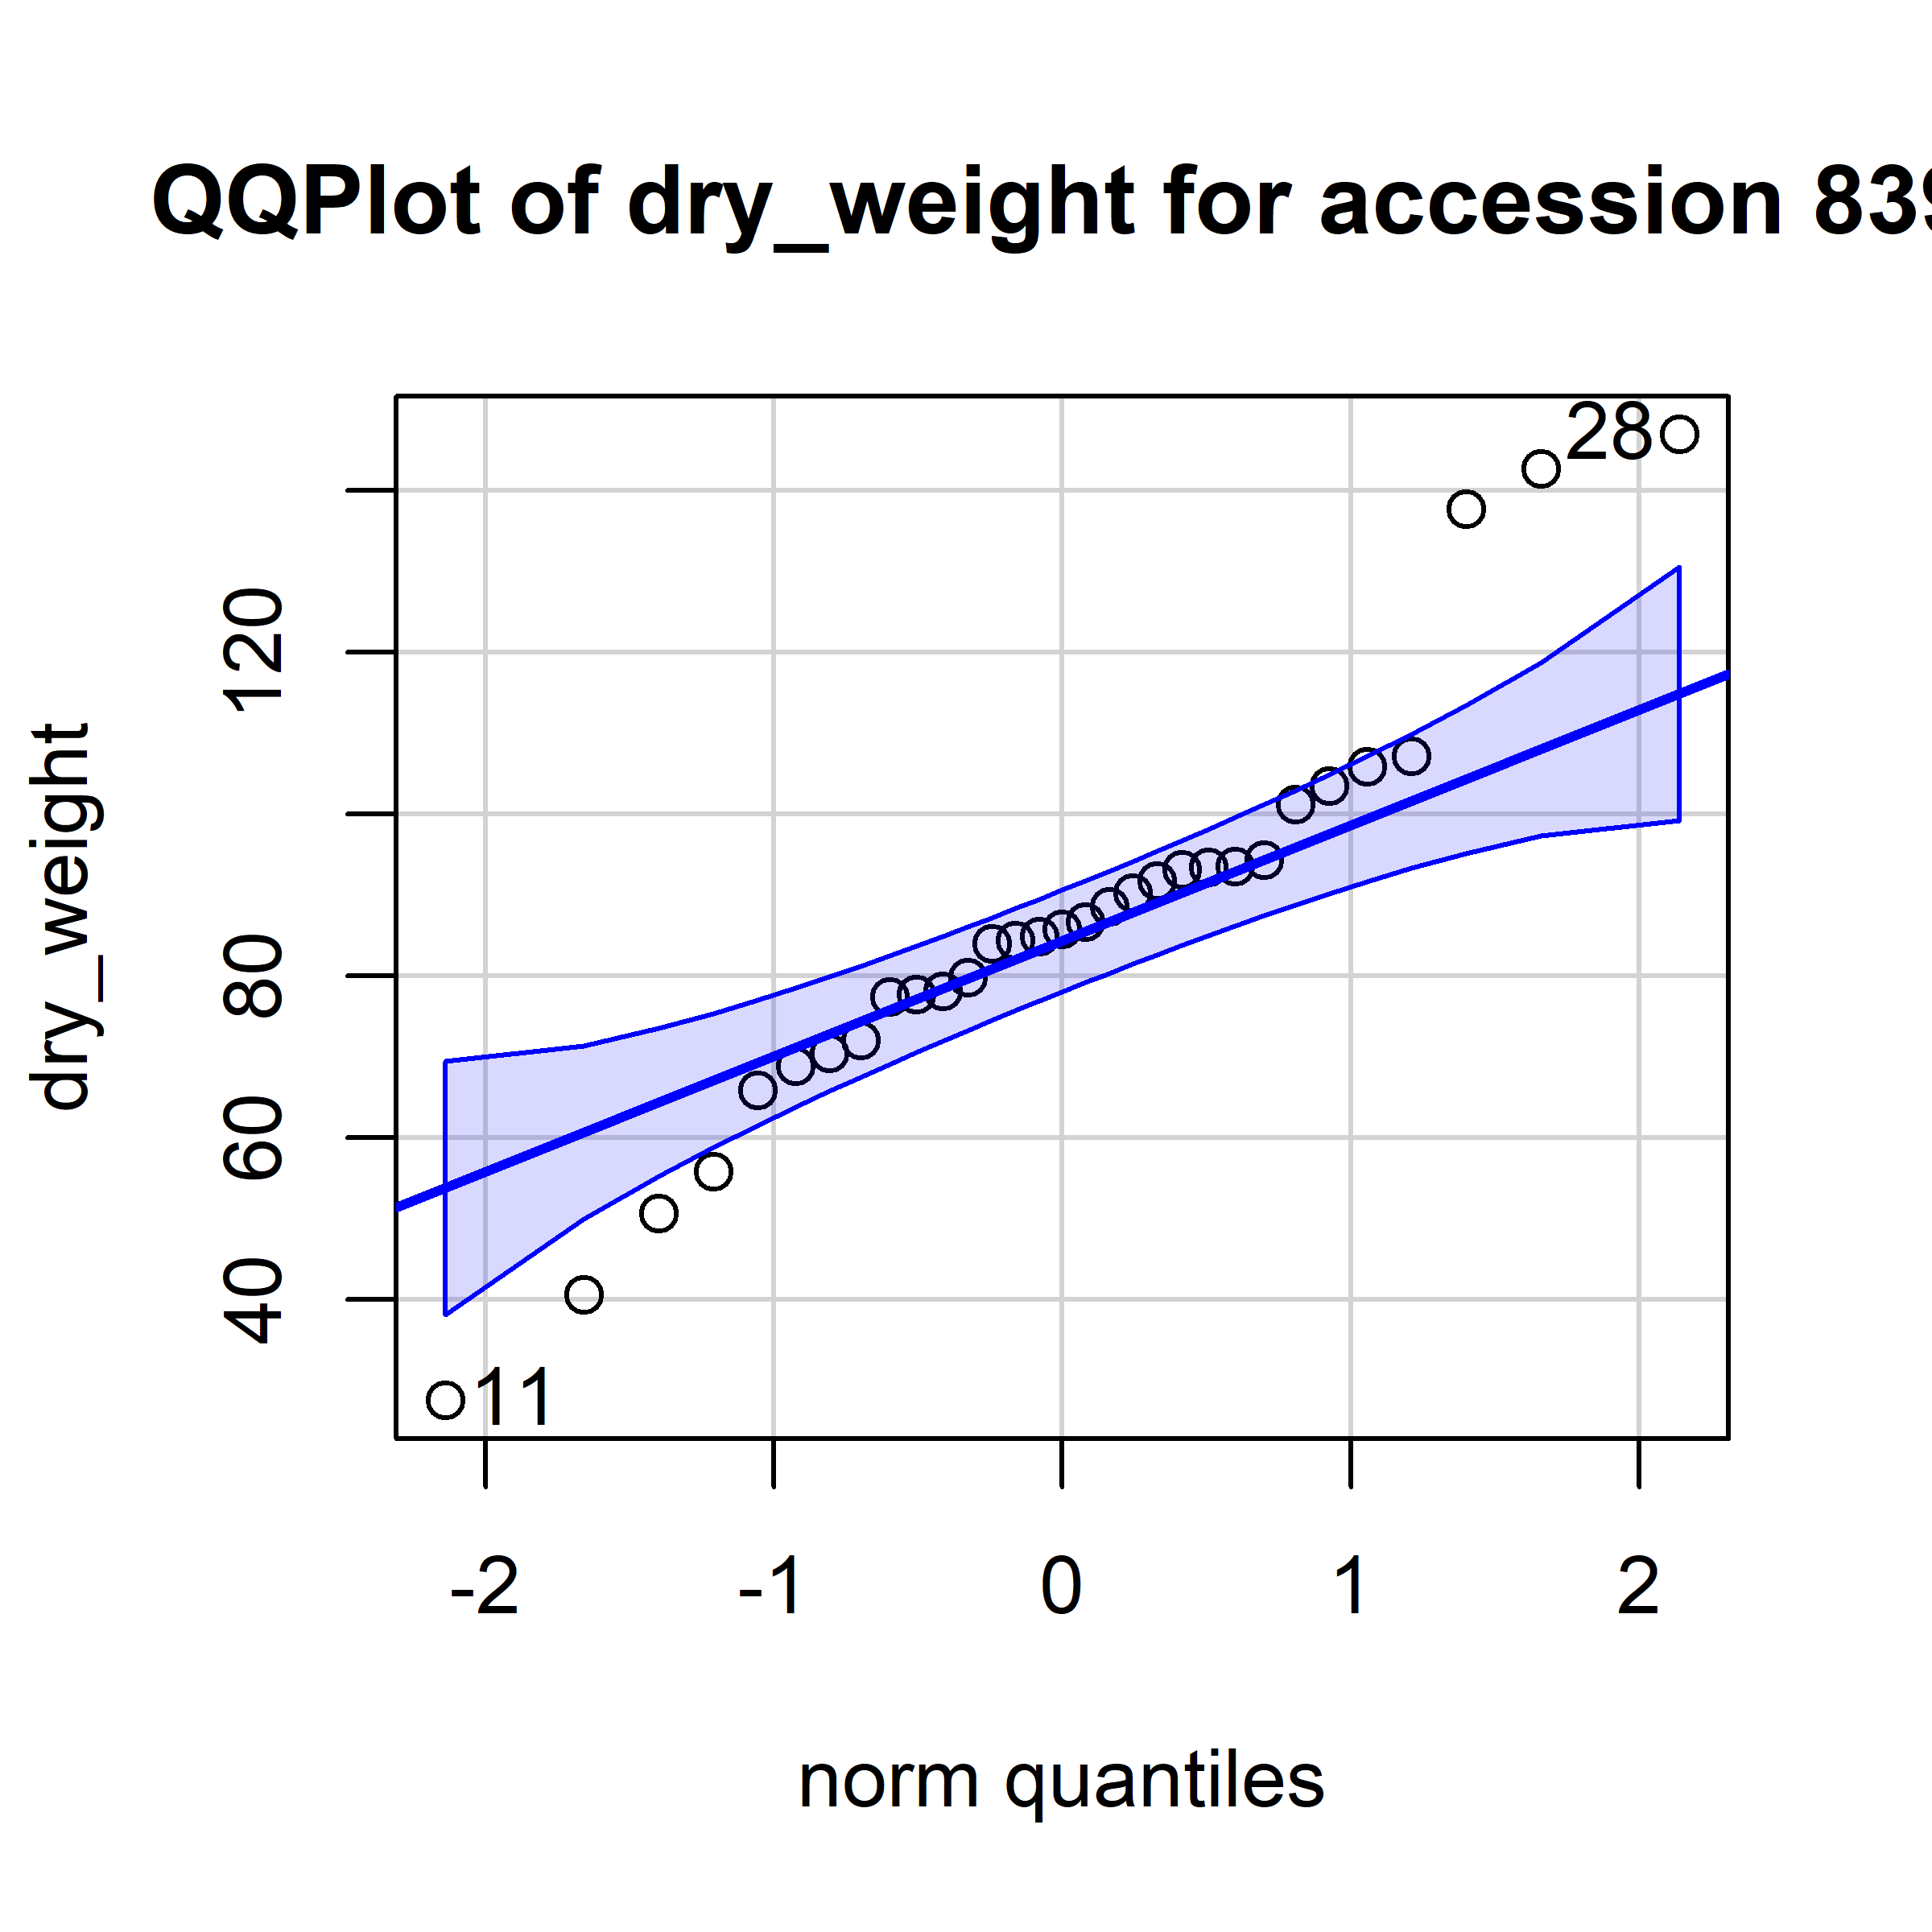 QQPlot of dry_weight for accession 839
28
120
80
60
40
dry_weight
11
-2 -1 0 1 2
norm quantiles